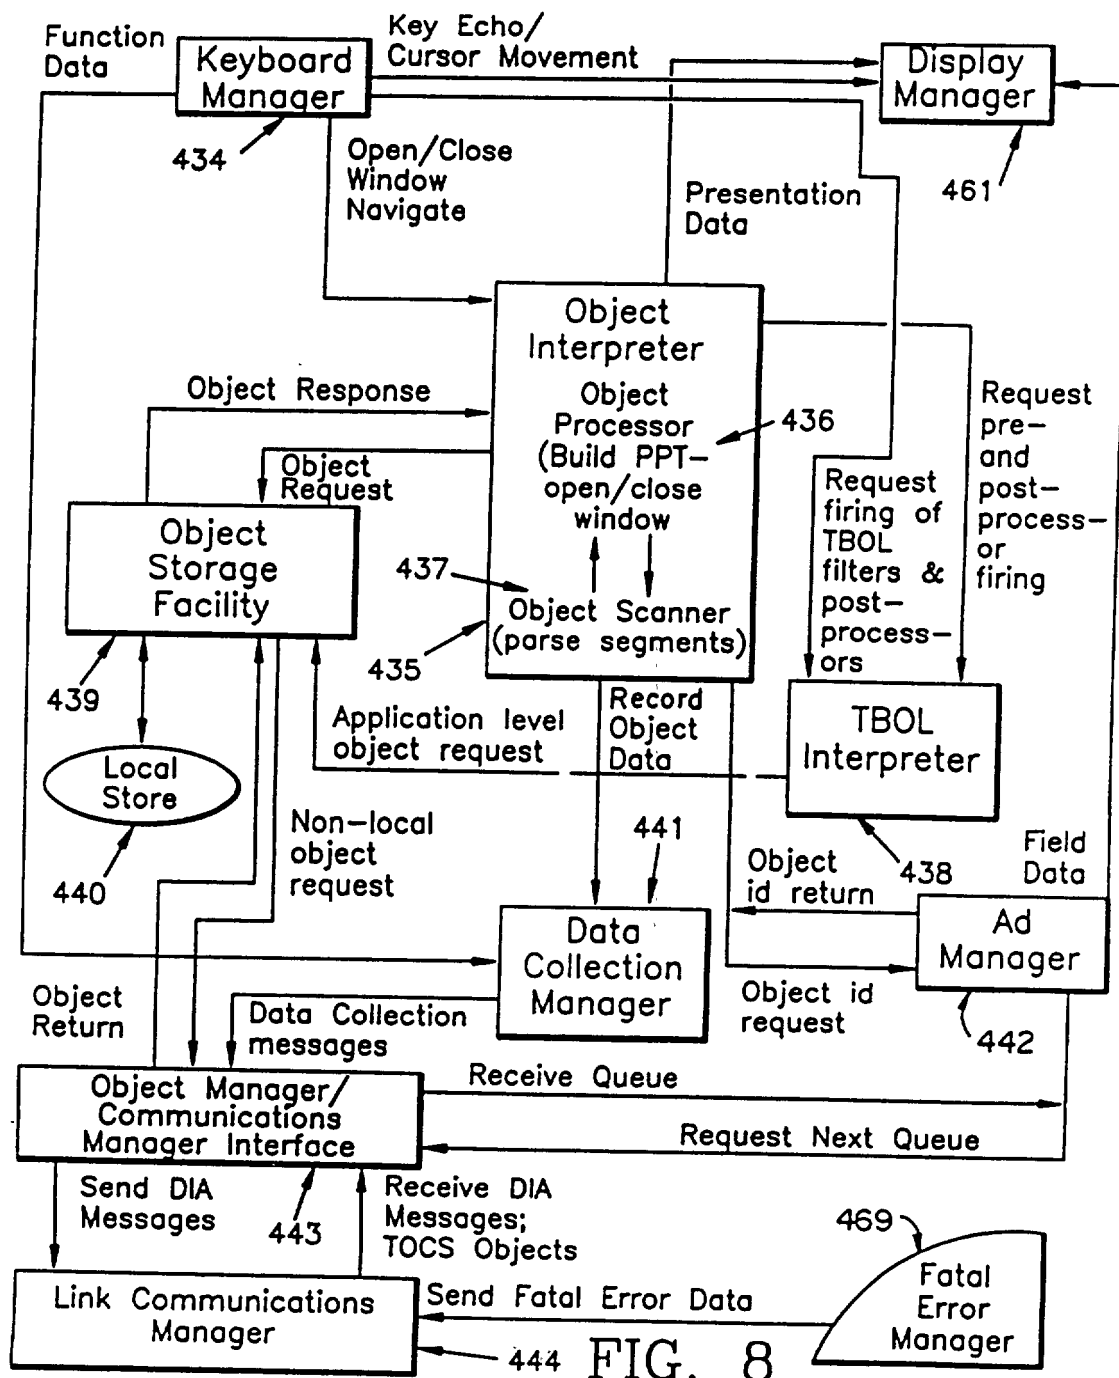 Function
Data
Keyboard
Manager
434
Key Echo/
Cursor Movement
Display
Manager
461
Open/Close
Window
Navigate
Presentation
Data
Object
Interpreter
Object
Processor
(Build PPT-
open/close
window
436
437
Object Scanner
(parse segments)
435
Object Response
Object
Request
Object
Storage
Facility
439
Local
Store
440
Request
firing of
TBOL
filters &
post-
process-
ors
Request
pre-
and
post-
process-
or
firing
Application level
object request
Record
Object
Data
TBOL
Interpreter
438
Non-local
object
request
441
Data
Collection
Manager
Object
id return
Field
Data
Ad
Manager
442
Object id
request
Object
Return
Data Collection
messages
Object Manager/
Communications
Manager Interface
443
Receive Queue
Request Next Queue
Send DIA
Messages
Receive DIA
Messages;
TOCS Objects
Link Communications
Manager
444
Send Fatal Error Data
469
Fatal
Error
Manager
FIG. 8